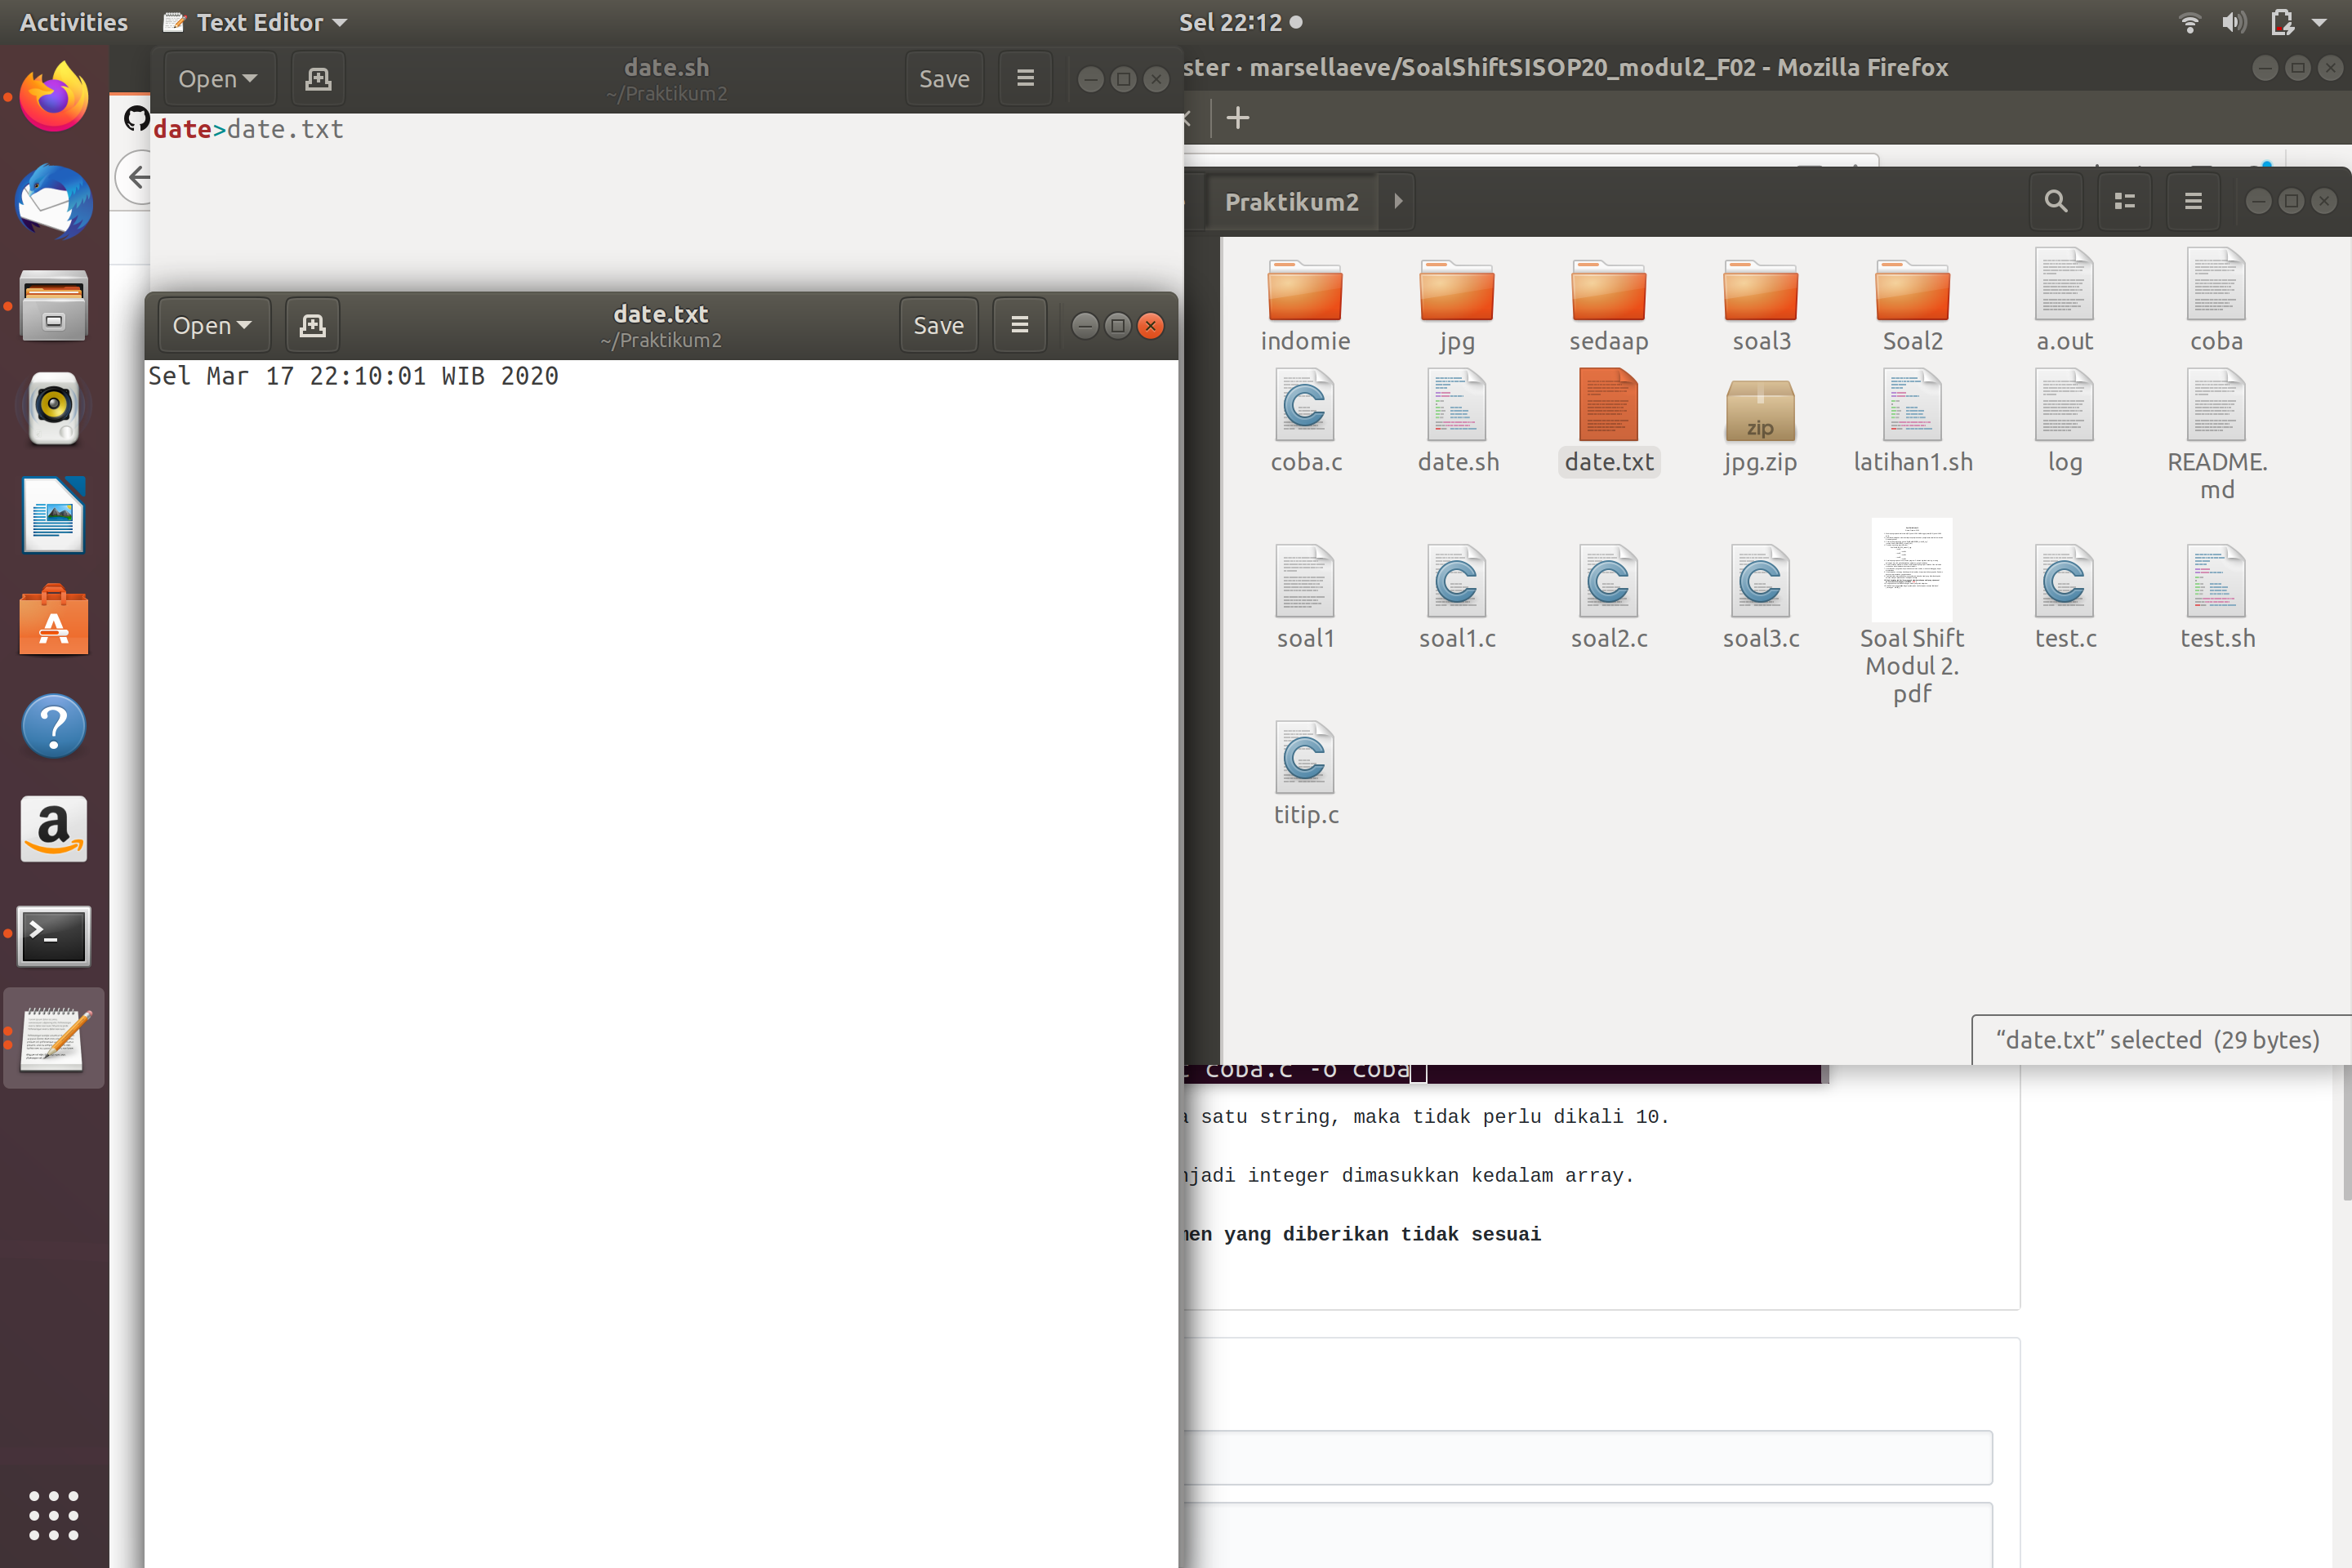 Activities
Text Editor
Sel 22:12
Open
date.sh
~/Praktikum2
Save
marsellaeve/SoalShiftSISOP20_modul2_F02 - Mozilla Firefox
date>date.txt
Praktikum2
Open
date.txt
~/Praktikum2
Save
Sel Mar 17 22:10:01 WIB 2020
indomie
jpg
sedaap
soal3
Soal2
a.out
coba
coba.c
date.sh
date.txt
zip
jpg.zip
latihan1.sh
log
README.
md
soal1
soal1.c
soal2.c
soal3.c
Soal Shift
Modul 2.
pdf
test.c
test.sh
titip.c
“date.txt” selected (29 bytes)
coba.c -o coba
satu string, maka tidak perlu dikali 10.
integer dimasukkan kedalam array.
yang diberikan tidak sesuai